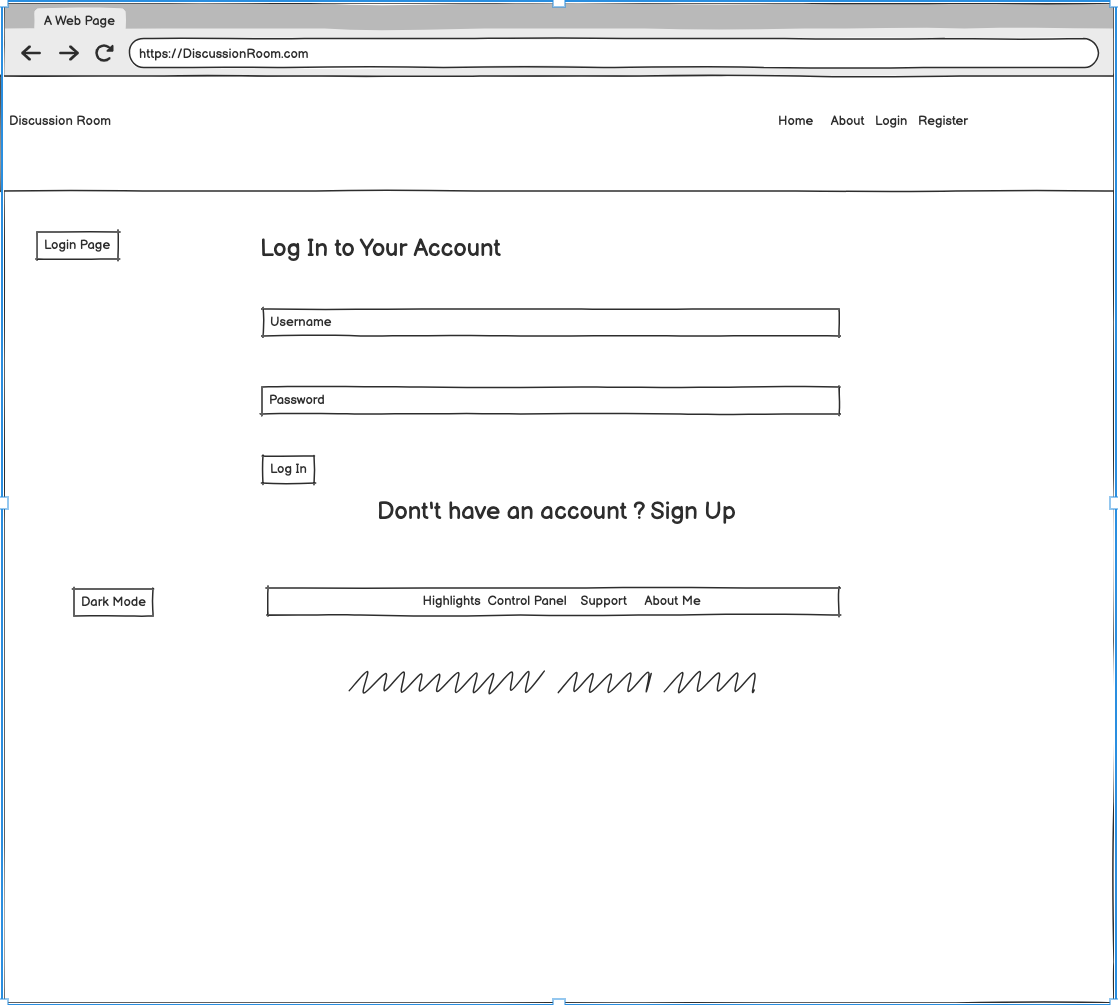 A Web Page
https://DiscussionRoom.com
Discussion Room Home About Login Register
Login Page
Log In to Your Account
Username
Password
Log In
Dont't have an account ? Sign Up
Dark Mode
Highlights Control Panel Support About Me